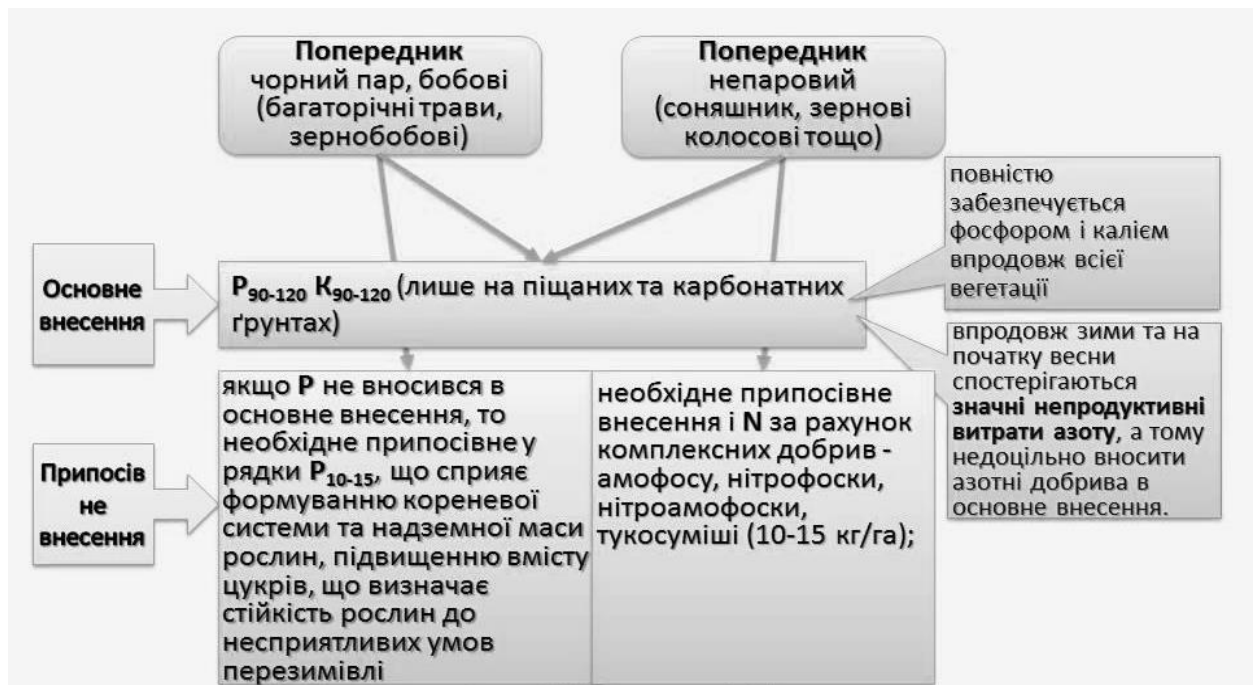 Попередник
чорний пар, бобові
(багаторічні трави,
зернобобові)
Попередник
непаровий
(соняшник, зернові
колосові тощо)
повністю
забезпечується
фосфором і калієм
впродовж всієї
вегетації
Основне
внесення
P90-120 K90-120 (лише на піщаних та карбонатних
ґрунтах)
впродовж зими та на
початку весни
спостерігаються
значні непродуктивні
витрати азоту, а тому
недоцільно вносити
азотні добрива в
основне внесення.
Припосів
не
внесення
якщо P не вносився в
основне внесення, то
необхідне припосівне у
рядки P10-15, що сприяє
формуванню кореневої
системи та надземної маси
рослин, підвищенню вмісту
цукрів, що визначає
стійкість рослин до
несприятливих умов
перезимівлі
необхідне припосівне
внесення і N за рахунок
комплексних добрив -
амофосу, нітрофоски,
нітроамофоски,
тукосуміші (10-15 кг/га);